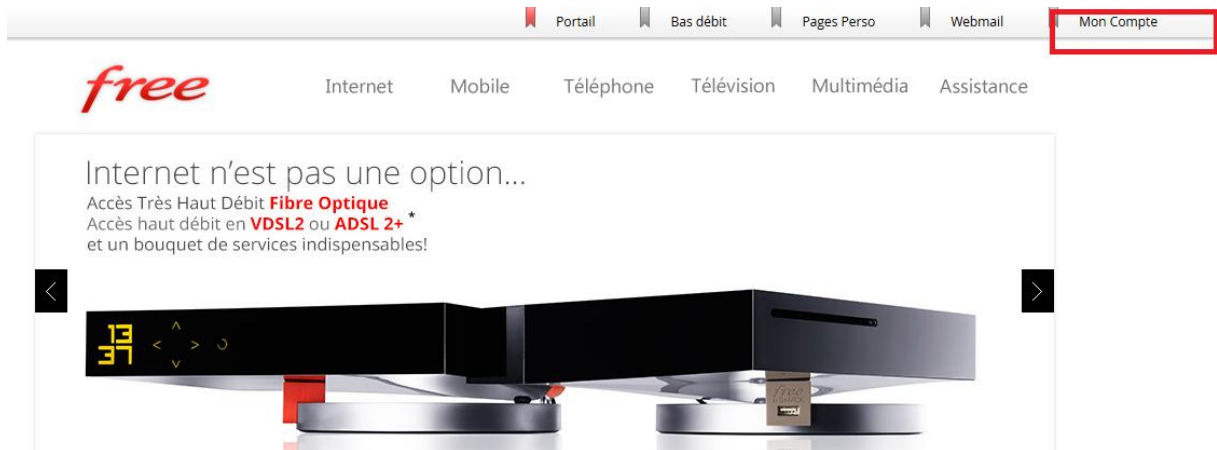 Portail Bas débit Pages Perso Webmail Mon Compte
free Internet Mobile Téléphone Télévision Multimédia Assistance
Internet n’est pas une option...
Accès Très Haut Débit Fibre Optique
Accès haut débit en VDSL2 ou ADSL 2+ *
et un bouquet de services indispensables!
13
37
free